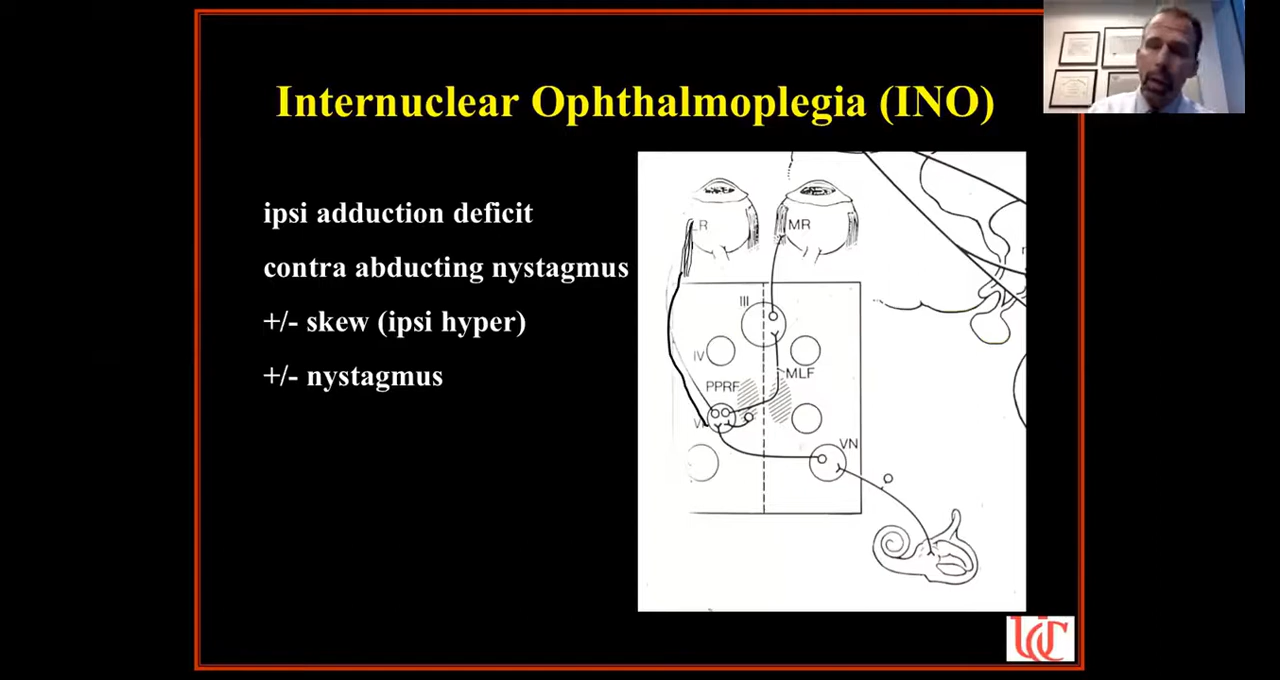 Internuclear Ophthalmoplegia (INO)
ipsi adduction deficit
contra abducting nystagmus
+/- skew (ipsi hyper)
+/- nystagmus
LR
MR
III
IV
MLF
PPRF
VN
UC